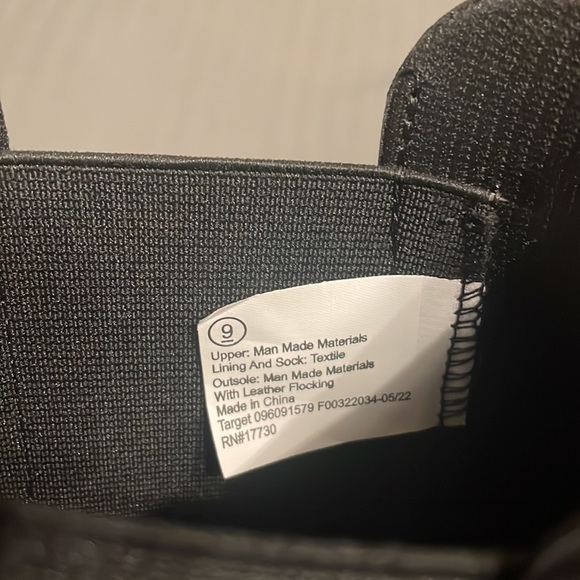 9
Upper: Man Made Materials
Lining And Sock: Textile
Outsole: Man Made Materials
With Leather Flocking
Made in China
Target 096091579 F00322034-05/22
RN#17730